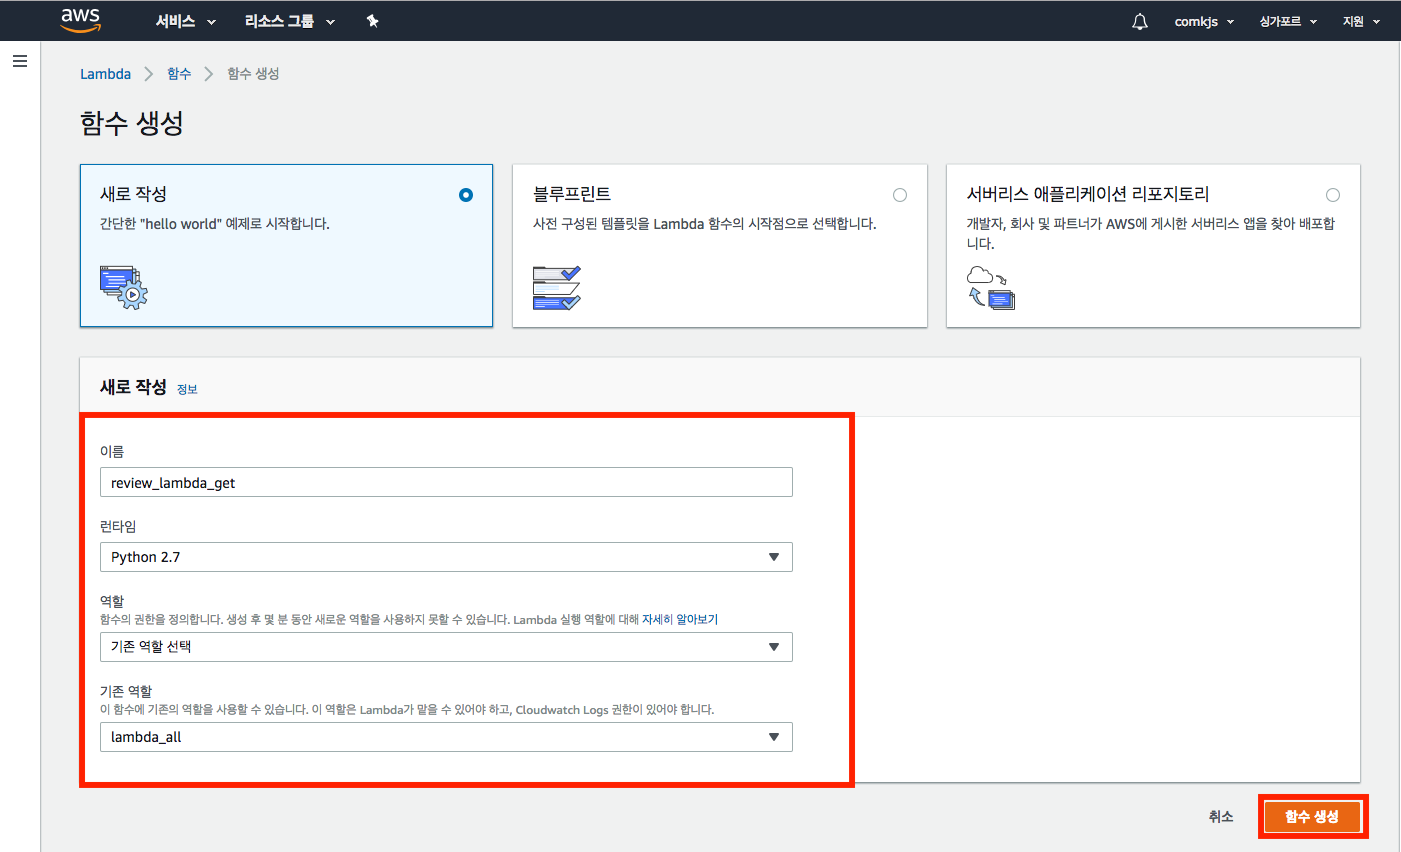 aws 서비스 리소스 그룹 comkjs 싱가포르 지원
Lambda 함수 함수 생성
함수 생성
새로 작성
간단한 "hello world" 예제로 시작합니다.
블루프린트
사전 구성된 템플릿을 Lambda 함수의 시작점으로 선택합니다.
서버리스 애플리케이션 리포지토리
개발자, 회사 및 파트너가 AWS에 게시한 서버리스 앱을 찾아 배포합
니다.
새로 작성 정보
이름
review_lambda_get
런타임
Python 2.7
역할
함수의 권한을 정의합니다. 생성 후 몇 분 동안 새로운 역할을 사용하지 못할 수 있습니다. Lambda 실행 역할에 대해 자세히 알아보기
기존 역할 선택
기존 역할
이 함수에 기존의 역할을 사용할 수 있습니다. 이 역할은 Lambda가 맡을 수 있어야 하고, Cloudwatch Logs 권한이 있어야 합니다.
lambda_all
취소 함수 생성